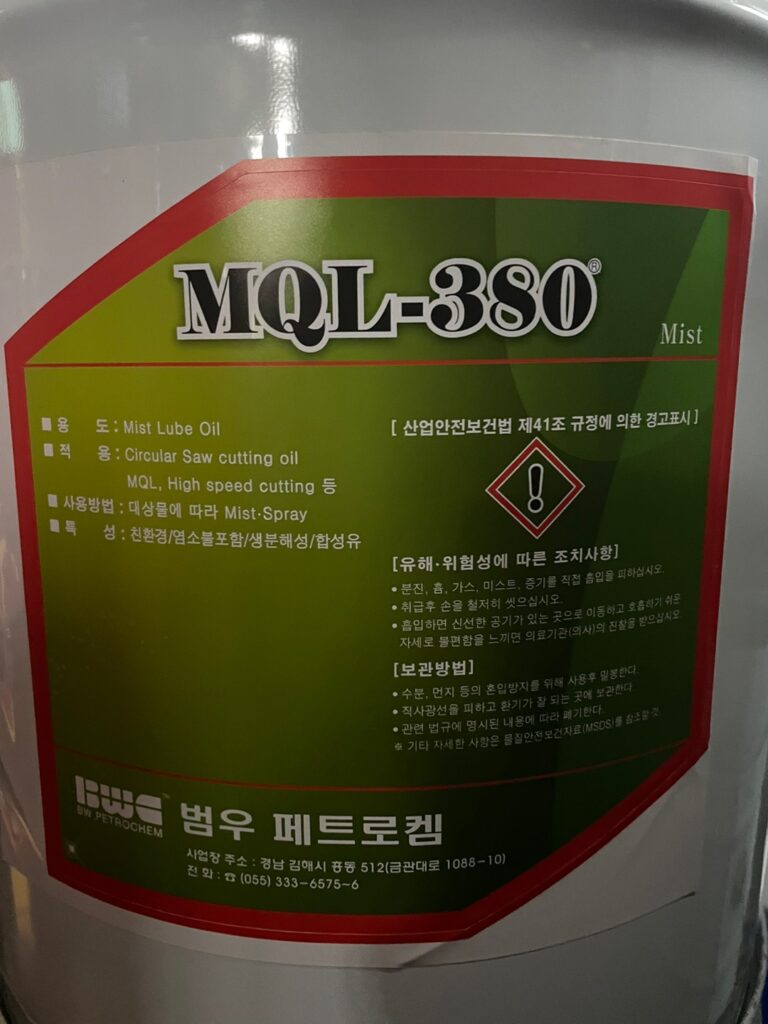 MQL-380®
Mist
■ 용 도 : Mist Lube Oil
■ 적 용 : Circular Saw cutting oil
MQL, High speed cutting 등
■ 사용방법 : 대상물에 따라 Mist·Spray
■ 특 성 : 친환경/염소불포함/생분해성/합성유
[ 산업안전보건법 제41조 규정에 의한 경고표시 ]
[유해·위험성에 따른 조치사항]
• 분진, 흄, 가스, 미스트, 증기를 직접 흡입을 피하십시오.
• 취급후 손을 철저히 씻으십시오.
• 흡입하면 신선한 공기가 있는 곳으로 이동하고 호흡하기 쉬운
자세로 불편함을 느끼면 의료기관(의사)의 진찰을 받으십시오.
[보관방법]
• 수분, 먼지 등의 혼입방지를 위해 사용후 밀봉한다.
• 직사광선을 피하고 환기가 잘 되는 곳에 보관한다.
• 관련 법규에 명시된 내용에 따라 폐기한다.
※ 기타 자세한 사항은 물질안전보건자료(MSDS)를 참조할 것.
BWC™
BW PETROCHEM
범우 페트로켐
사업장 주소 : 경남 김해시 흥동 512(금관대로 1088-10)
전 화 : ☎ (055) 333-6575~6